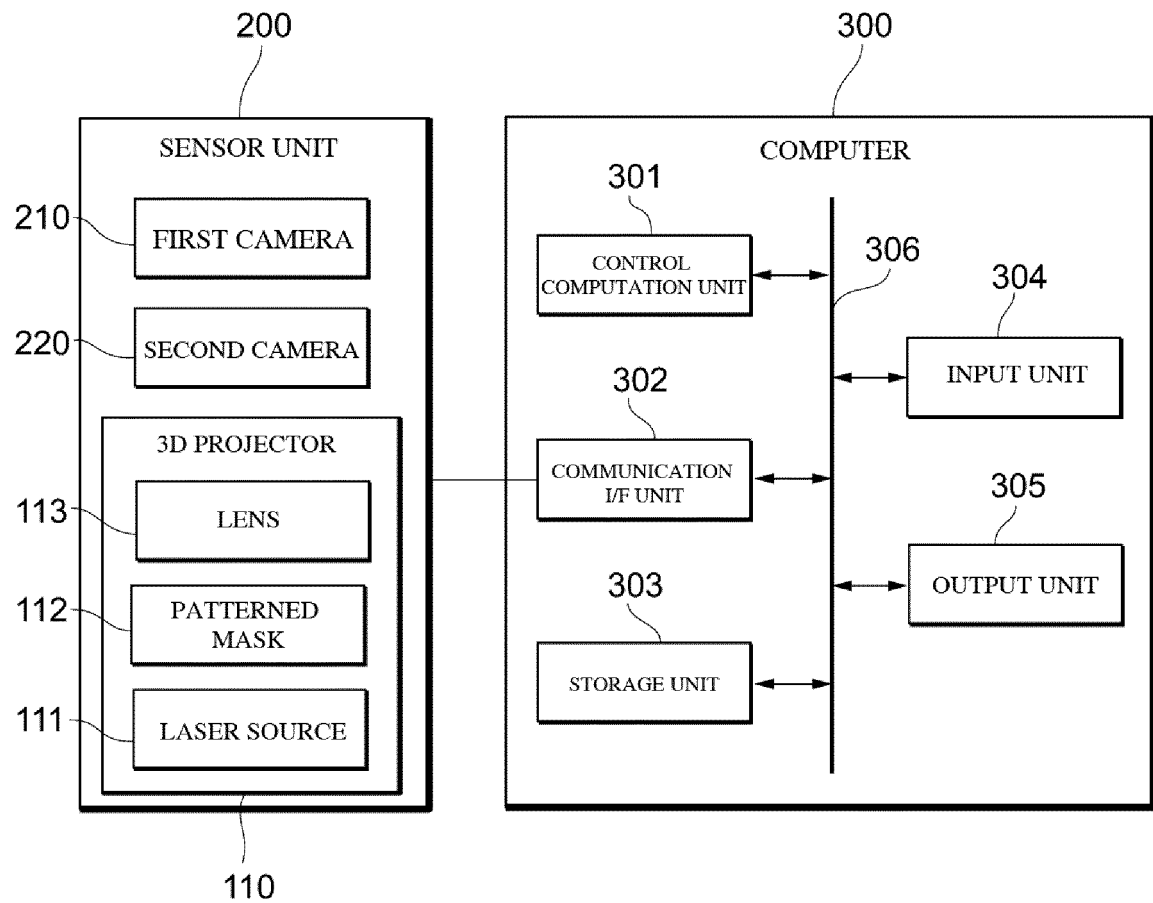 200
300
SENSOR UNIT
COMPUTER
301
210
FIRST CAMERA
CONTROL
COMPUTATION UNIT
306
304
220
SECOND CAMERA
INPUT UNIT
302
3D PROJECTOR
COMMUNICATION
I/F UNIT
305
113
LENS
OUTPUT UNIT
303
112
PATTERNED
MASK
STORAGE UNIT
111
LASER SOURCE
110